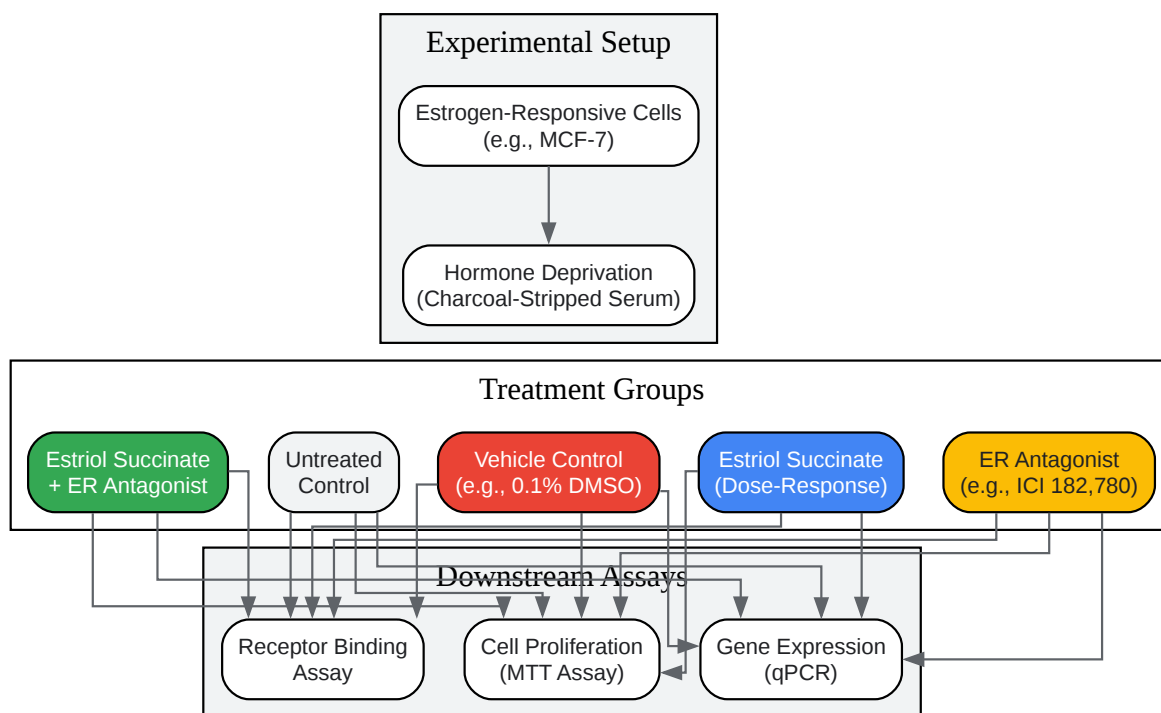 Experimental Setup
Estrogen-Responsive Cells
(e.g., MCF-7)
Hormone Deprivation
(Charcoal-Stripped Serum)
Treatment Groups
Estriol Succinate
+ ER Antagonist
Untreated
Control
Vehicle Control
(e.g., 0.1% DMSO)
Estriol Succinate
(Dose-Response)
ER Antagonist
(e.g., ICI 182,780)
Downstream Assays
Receptor Binding
Assay
Cell Proliferation
(MTT Assay)
Gene Expression
(qPCR)